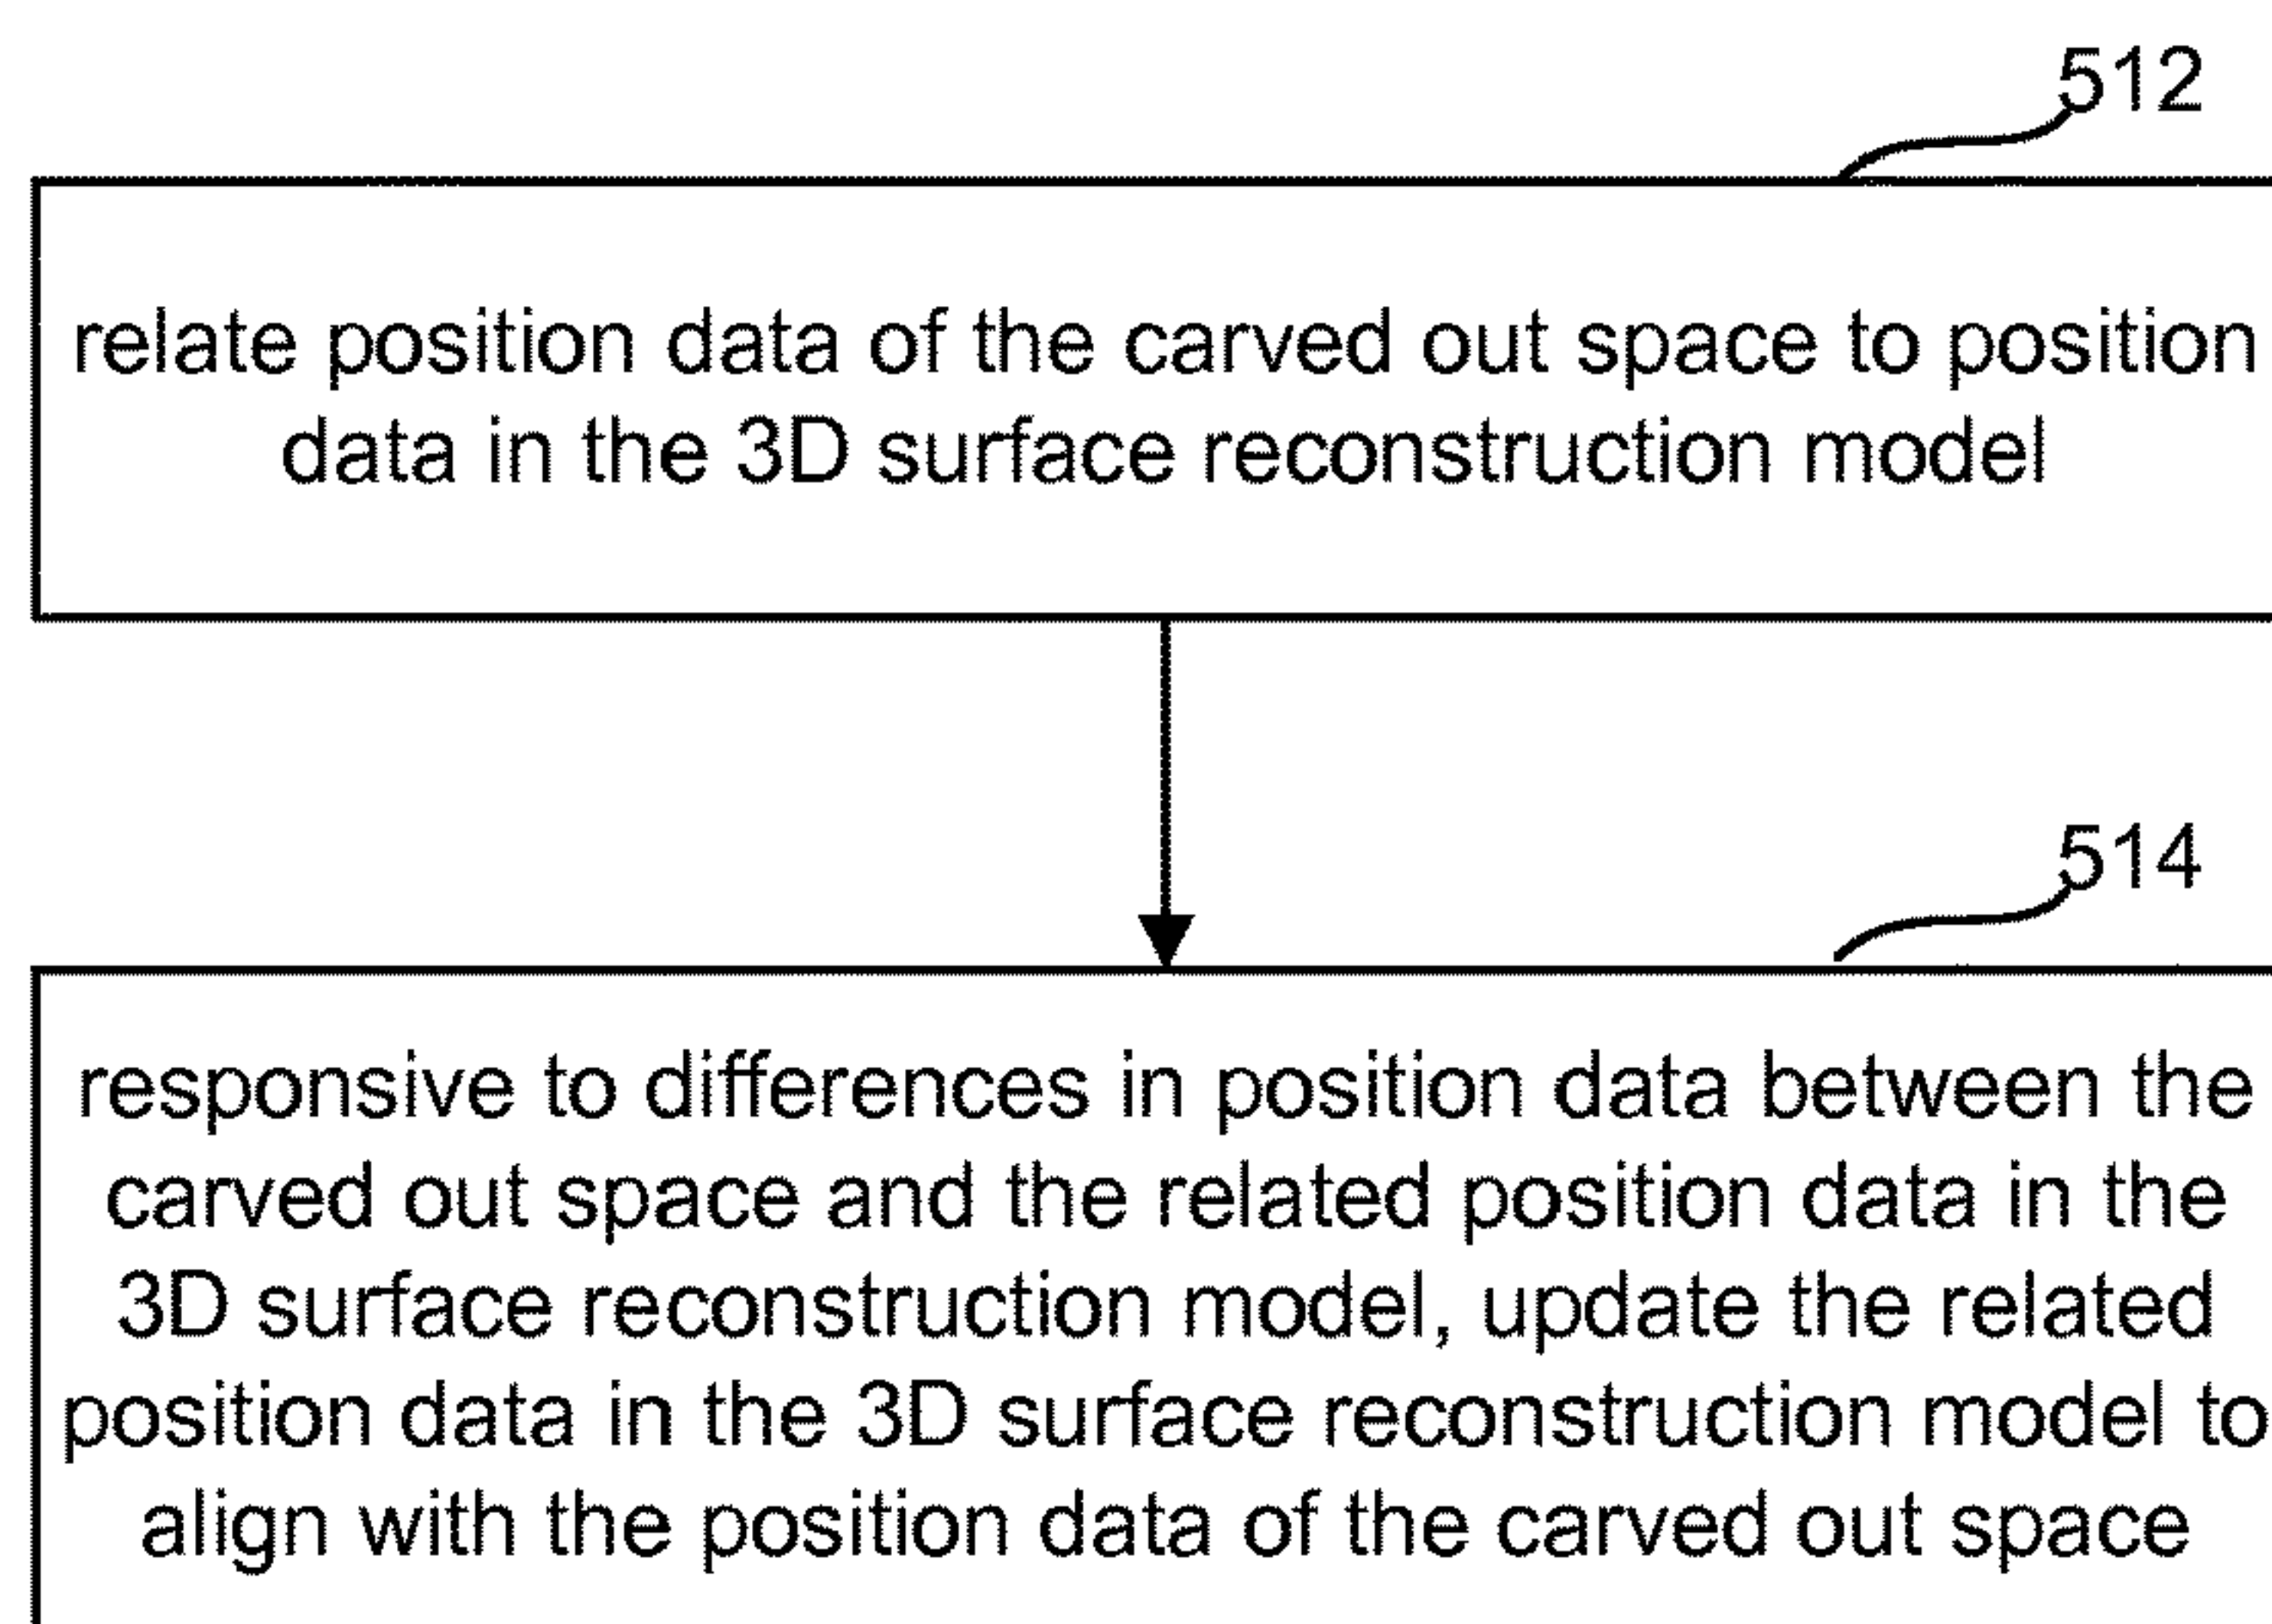 512
relate position data of the carved out space to position
data in the 3D surface reconstruction model
514
responsive to differences in position data between the
carved out space and the related position data in the
3D surface reconstruction model, update the related
position data in the 3D surface reconstruction model to
align with the position data of the carved out space